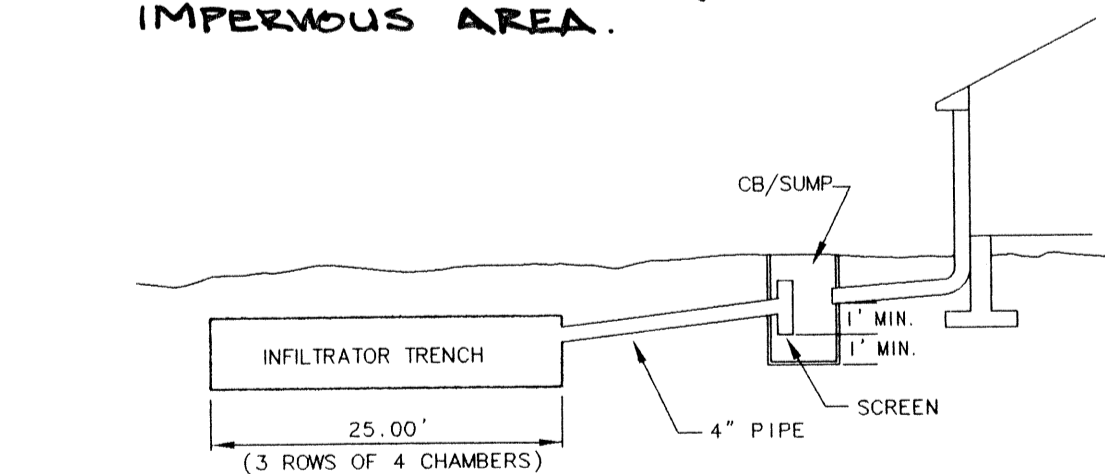 IMPERVIOUS AREA.
CB/SUMP
1' MIN.
1' MIN.
INFILTRATOR TRENCH
SCREEN
25.00'
4" PIPE
(3 ROWS OF 4 CHAMBERS)